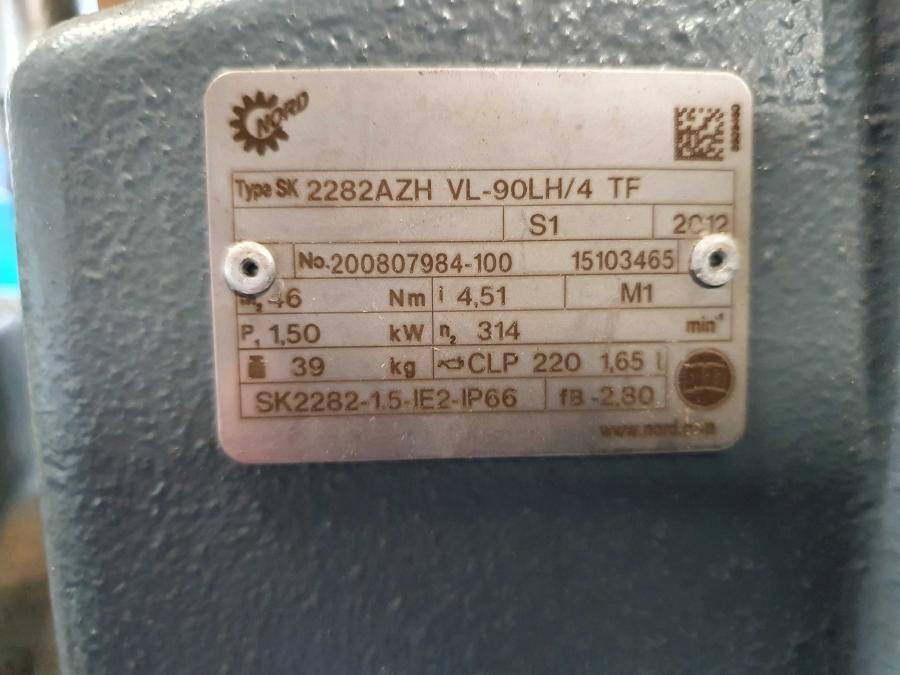 NORD
Type SK 2282AZH VL-90LH/4 TF
S1 2012
No. 200807984-100 15103465
M₂ 46 Nm i 4,51 M1
P₁ 1,50 kW n₂ 314 min⁻¹
39 kg CLP 220 1,65 l
SK2282-1.5-IE2-IP66 fB -2,80
www.nord.com